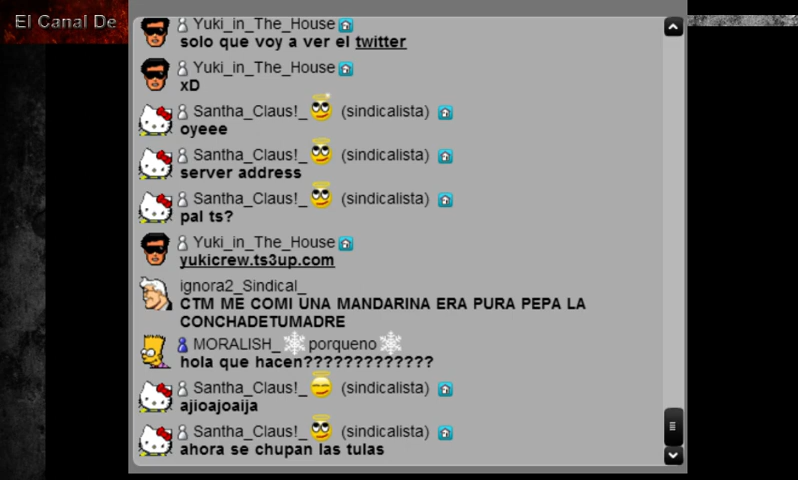 El Canal De
Yuki_in_The_House
solo que voy a ver el twitter
Yuki_in_The_House
xD
Santha_Claus!_ (sindicalista)
oyeee
Santha_Claus!_ (sindicalista)
server address
Santha_Claus!_ (sindicalista)
pal ts?
Yuki_in_The_House
yukicrew.ts3up.com
ignora2_Sindical_
CTM ME COMI UNA MANDARINA ERA PURA PEPA LA
CONCHADETUMADRE
MORALISH_ porqueno
hola que hacen?????????????
Santha_Claus!_ (sindicalista)
ajioajoaija
Santha_Claus!_ (sindicalista)
ahora se chupan las tulas